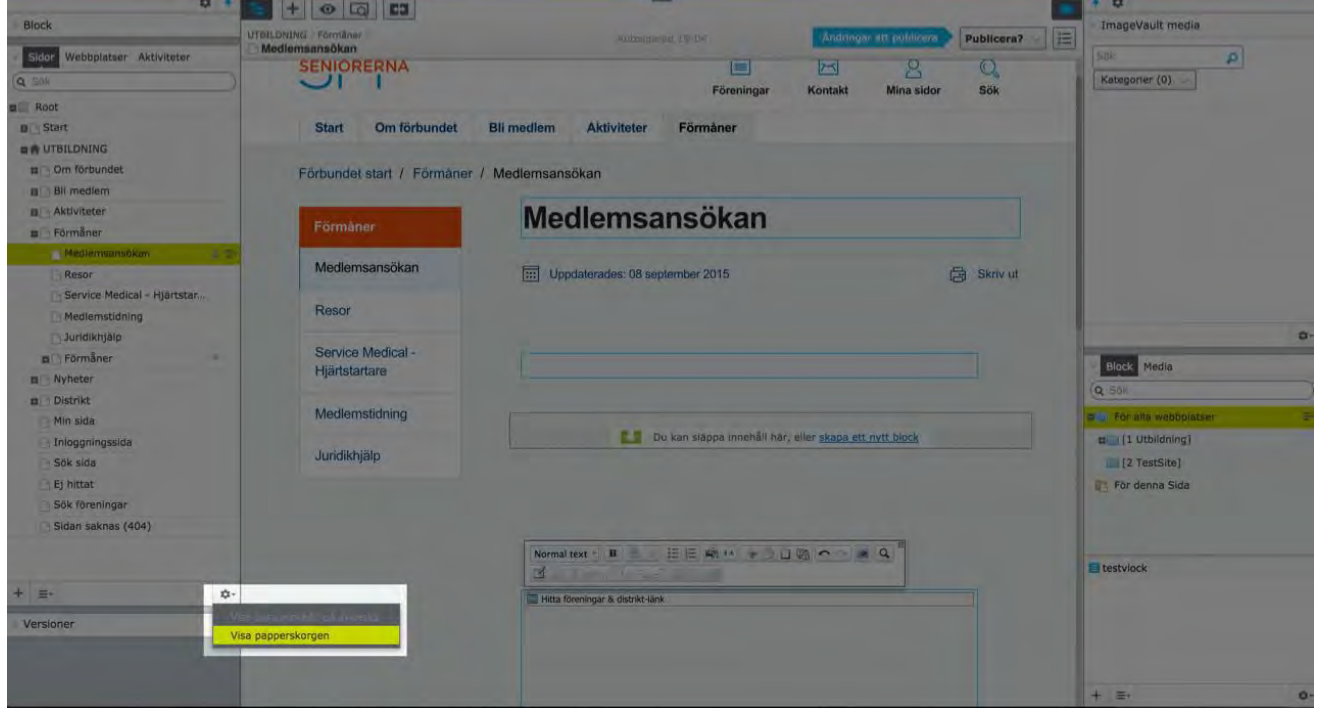 Block
Sidor Webbplatser Aktiviteter
Sök
Root
Start
UTBILDNING
Om förbundet
Bli medlem
Aktiviteter
Förmåner
Medlemsansökan
Resor
Service Medical - Hjärtstar...
Medlemstidning
Juridikhjälp
Förmåner
Nyheter
Distrikt
Min sida
Inloggningssida
Sök sida
Ej hittat
Sök föreningar
Sidan saknas (404)
Versioner
Visa papperskorgen
UTBILDNING Förmåner
Medlemsansökan
Ändringar att publicera
Publicera?
SENIORERNA
Föreningar Kontakt Mina sidor Sök
Start Om förbundet Bli medlem Aktiviteter Förmåner
Förbundet start / Förmåner / Medlemsansökan
Förmåner
Medlemsansökan
Resor
Service Medical -
Hjärtstartare
Medlemstidning
Juridikhjälp
Medlemsansökan
Uppdaterades: 08 september 2015
Skriv ut
Du kan släppa innehåll här, eller skapa ett nytt block
Normal text
Hitta föreningar & distrikt-länk
ImageVault media
Sök
Kategorier (0)
Block Media
Sök
För alla webbplatser
[1 Utbildning]
[2 TestSite]
För denna Sida
testvlock